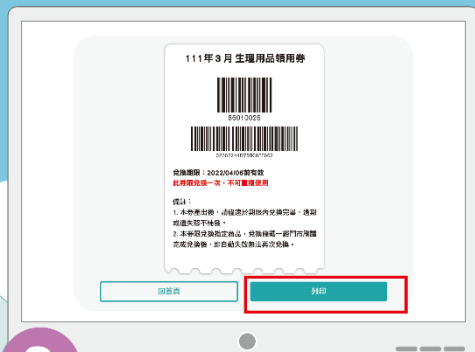 111年3月生理用品領用券
55010025
兌換期限：2022/04/06前有效
此券限兌換一次，不可重複使用
備註：
1. 本券產出後，請儘速於期限內兌換完畢，逾期
或遺失恕不補發。
2. 本券限兌換指定商品，兌換條碼一經門市刷讀
完成兌換後，即自動失效無法再次兌換。
回首頁
列印